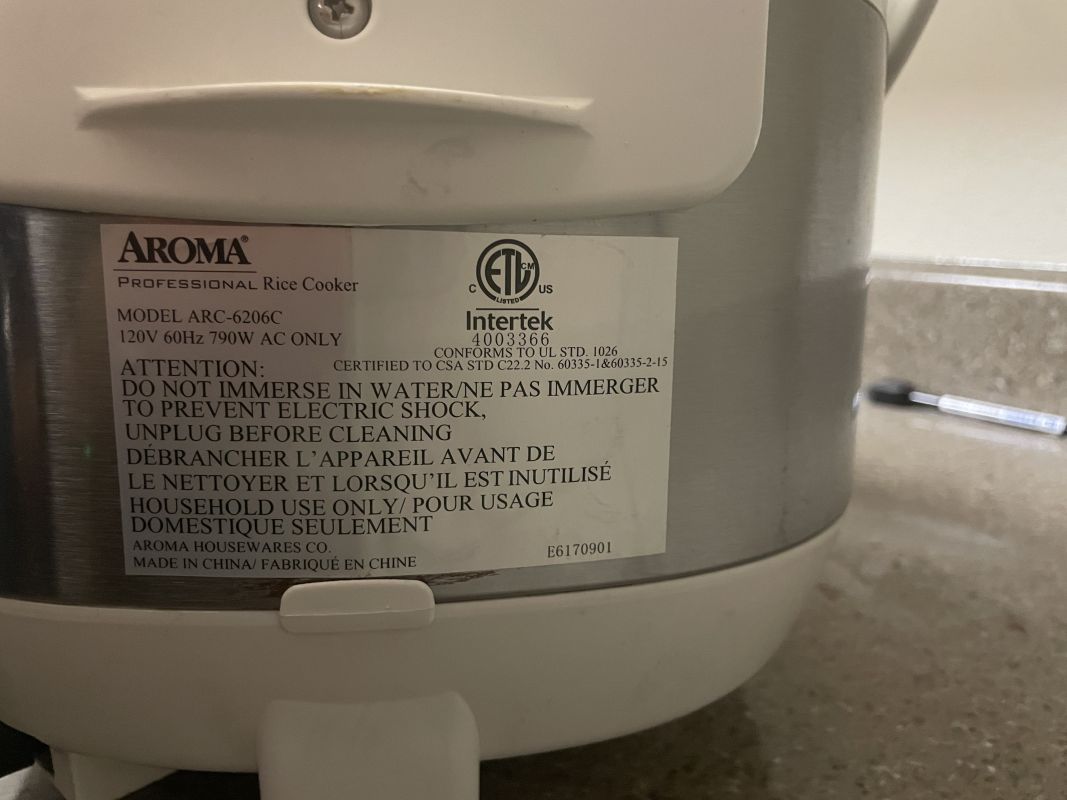 AROMA®
PROFESSIONAL Rice Cooker
MODEL ARC-6206C
120V 60Hz 790W AC ONLY
ETL CM
LISTED
C US
Intertek
4003366
CONFORMS TO UL STD. 1026
CERTIFIED TO CSA STD C22.2 No. 60335-1&60335-2-15
ATTENTION:
DO NOT IMMERSE IN WATER/NE PAS IMMERGER
TO PREVENT ELECTRIC SHOCK,
UNPLUG BEFORE CLEANING
DÉBRANCHER L'APPAREIL AVANT DE
LE NETTOYER ET LORSQU'IL EST INUTILISÉ
HOUSEHOLD USE ONLY/ POUR USAGE
DOMESTIQUE SEULEMENT
AROMA HOUSEWARES CO.
MADE IN CHINA/ FABRIQUÉ EN CHINE
E6170901